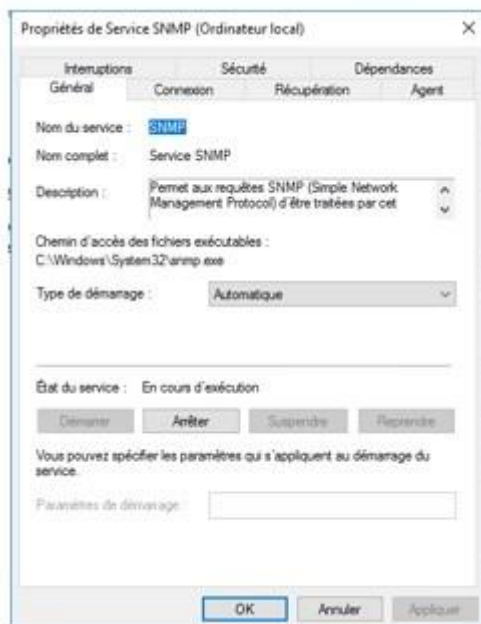 Propriétés de Service SNMP (Ordinateur local)
Interruptions Sécurité Dépendances
Général Connexion Récupération Agent
Nom du service : SNMP
Nom complet : Service SNMP
Description : Permet aux requêtes SNMP (Simple Network
Management Protocol) d'être traitées par cet
Chemin d'accès des fichiers exécutables :
C:\Windows\System32\snmp.exe
Type de démarrage : Automatique
État du service : En cours d'exécution
Démarrer Arrêter Suspendre Reprendre
Vous pouvez spécifier les paramètres qui s'appliquent au démarrage du
service.
Paramètres de démarrage :
OK Annuler Appliquer